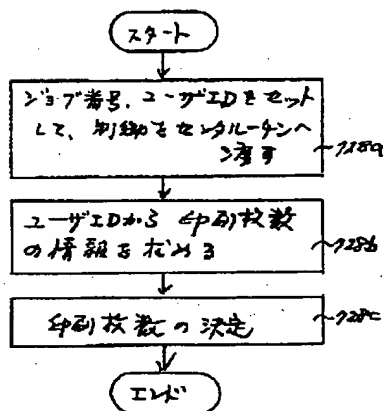 スタート
ジョブ番号、ユーザIDをセット
して、制御をセンタルーチンへ
渡す
728a
ユーザIDから印刷枚数
の情報を求める
728b
印刷枚数の決定
728c
エンド